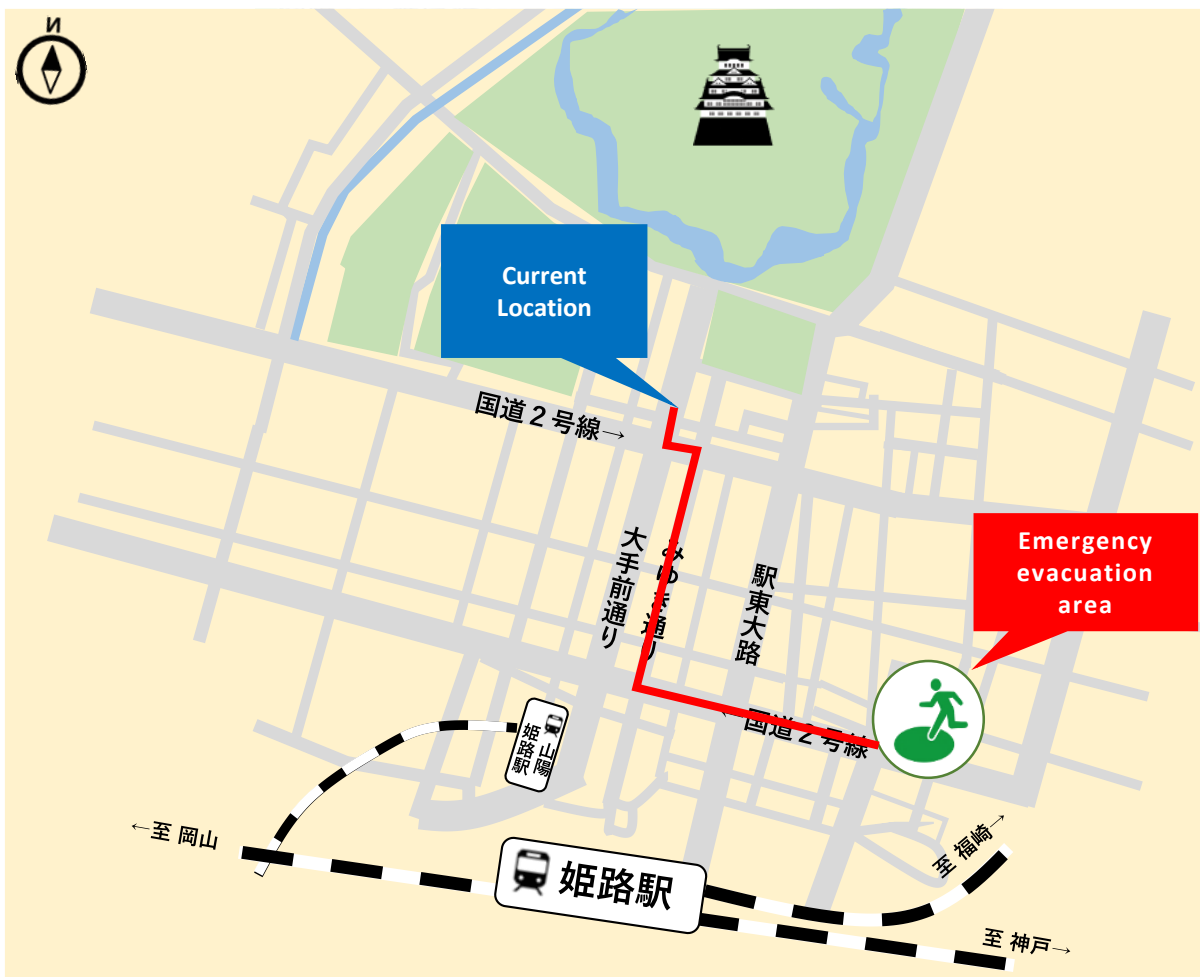 N
Current
Location
国道２号線→
Emergency
evacuation
area
大手前通り
みゆき通り
駅東大路
←国道２号線
山陽
姫路駅
←至 岡山
姫路駅
至 福崎→
至 神戸→